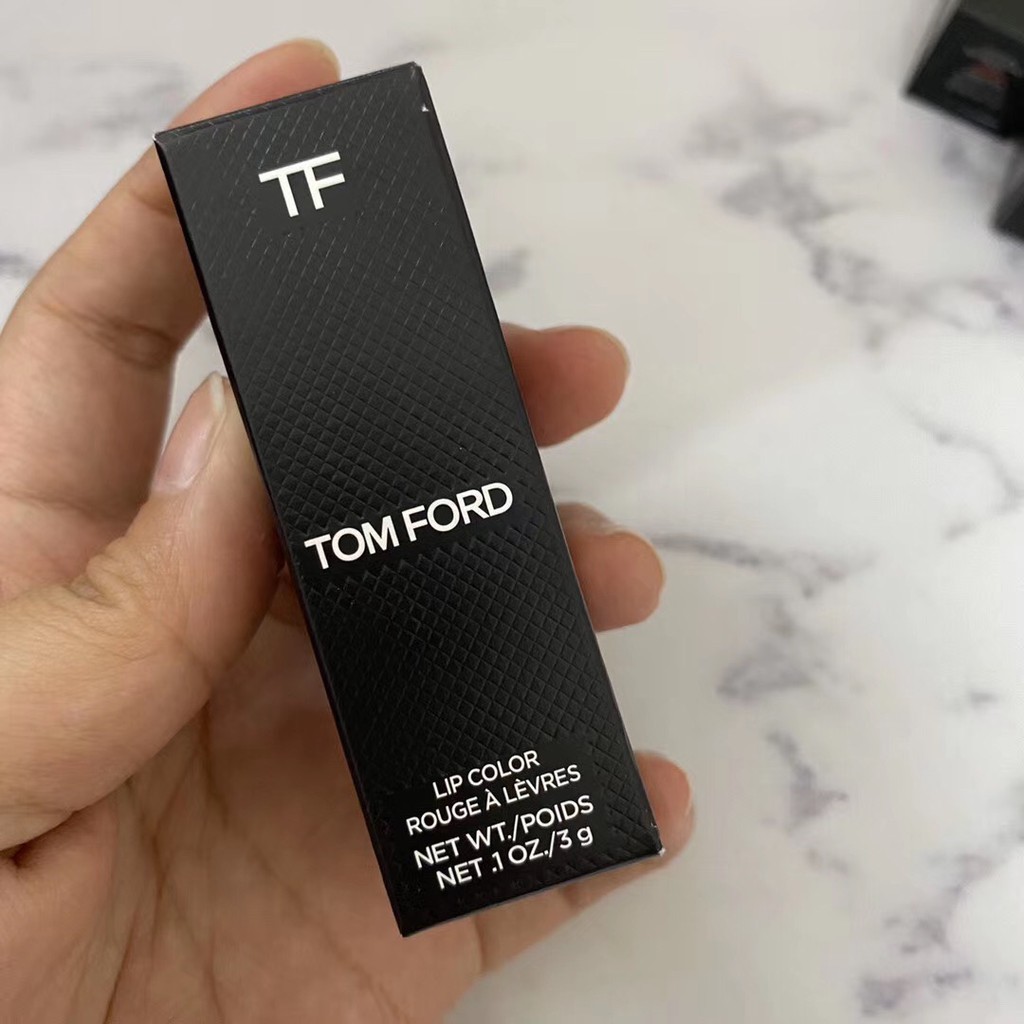 TF
TOM FORD
LIP COLOR
ROUGE À LÈVRES
NET WT./POIDS
NET .1 OZ./3 g